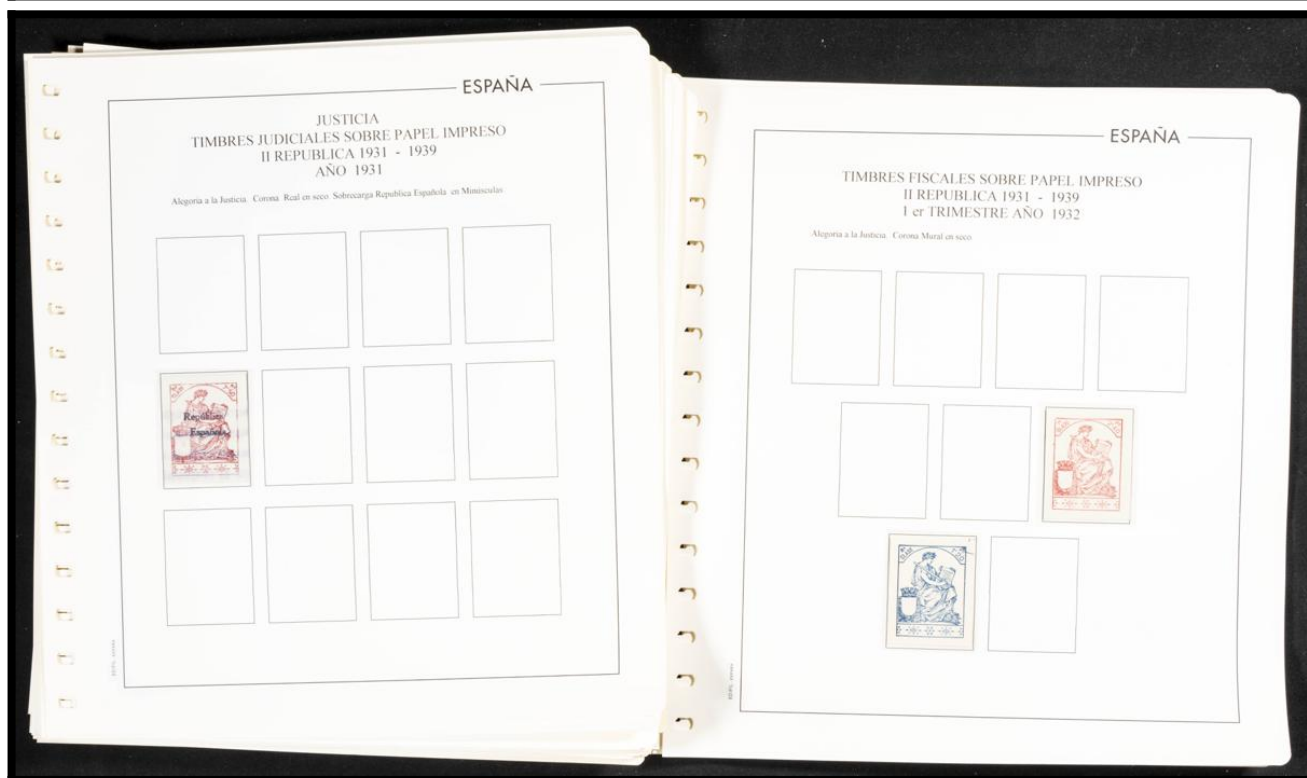 ESPAÑA
JUSTICIA
TIMBRES JUDICIALES SOBRE PAPEL IMPRESO
II REPUBLICA 1931 - 1939
AÑO 1931
Alegoria a la Justicia. Corona Real en seco. Sobrecarga Republica Española en Minúsculas
República
Española
ESPAÑA
TIMBRES FISCALES SOBRE PAPEL IMPRESO
II REPUBLICA 1931 - 1939
1 er TRIMESTRE AÑO 1932
Alegoria a la Justicia. Corona Mural en seco